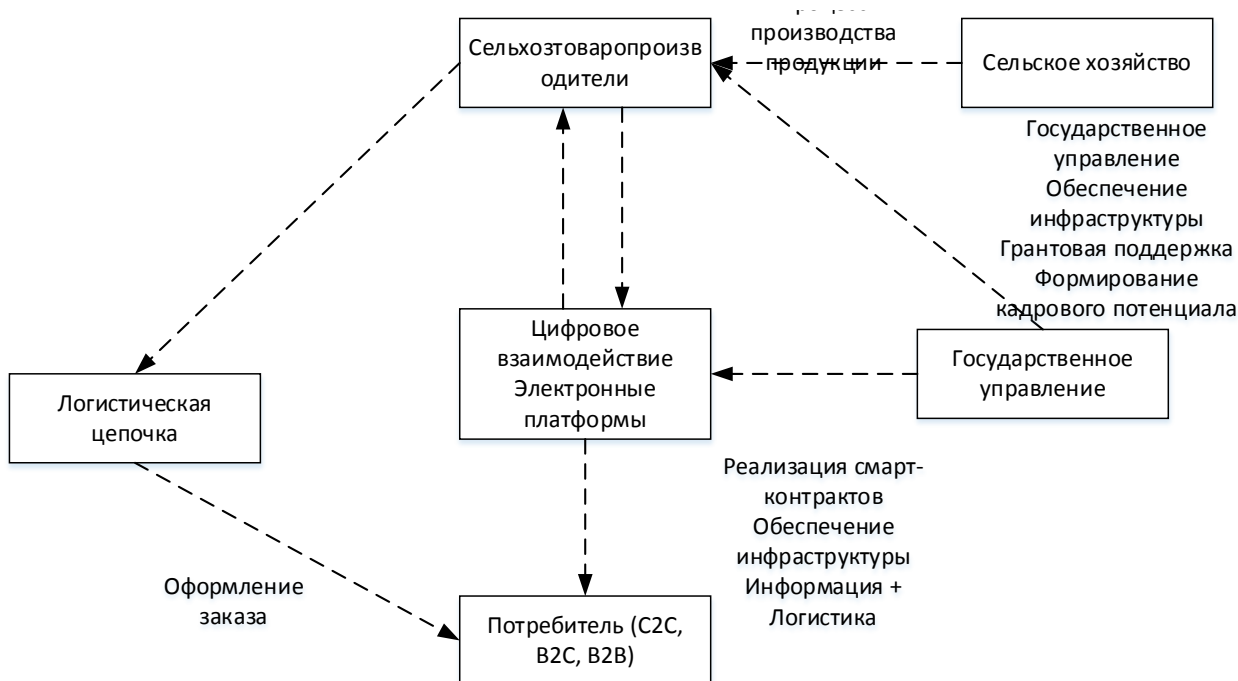 производства
продукции
Сельхозтоваропроизв
одители
Сельское хозяйство
Государственное
управление
Обеспечение
инфраструктуры
Грантовая поддержка
Формирование
кадрового потенциала
Цифровое
взаимодействие
Электронные
платформы
Государственное
управление
Логистическая
цепочка
Реализация смарт-
контрактов
Обеспечение
инфраструктуры
Информация +
Логистика
Оформление
заказа
Потребитель (C2C,
B2C, B2B)